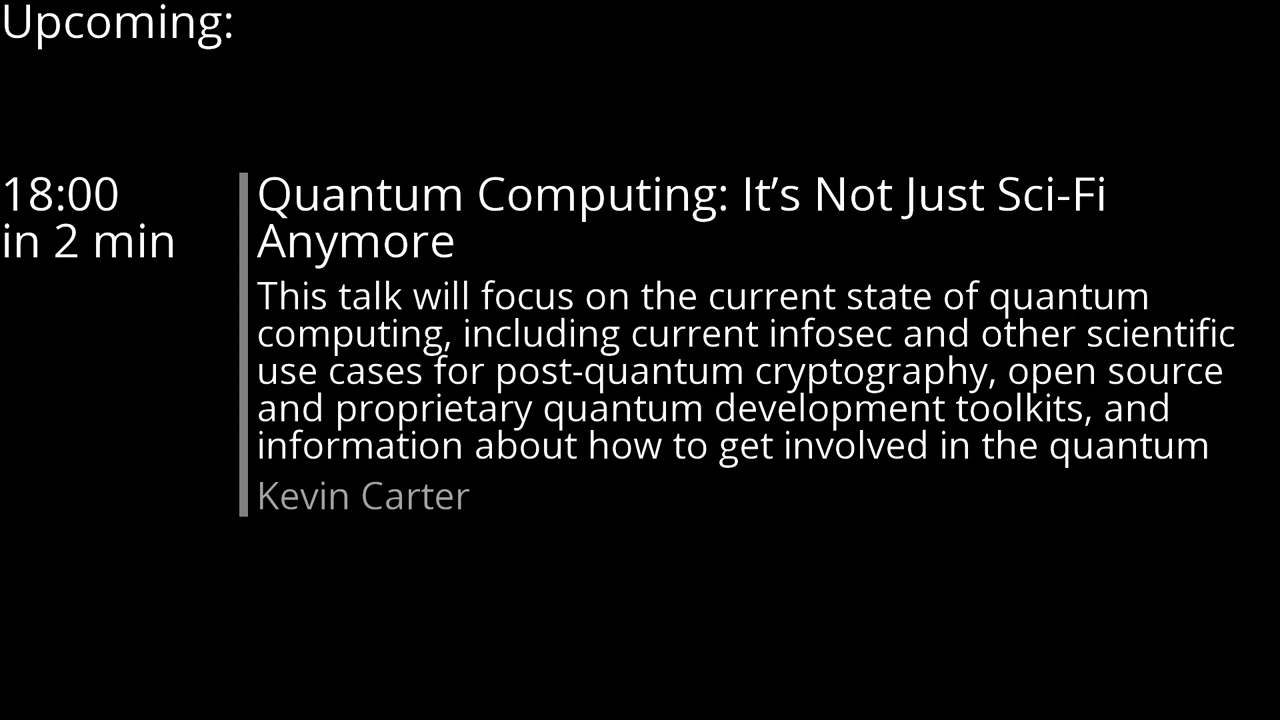 Upcoming:
18:00
in 2 min
Quantum Computing: It’s Not Just Sci-Fi
Anymore
This talk will focus on the current state of quantum
computing, including current infosec and other scientific
use cases for post-quantum cryptography, open source
and proprietary quantum development toolkits, and
information about how to get involved in the quantum
Kevin Carter